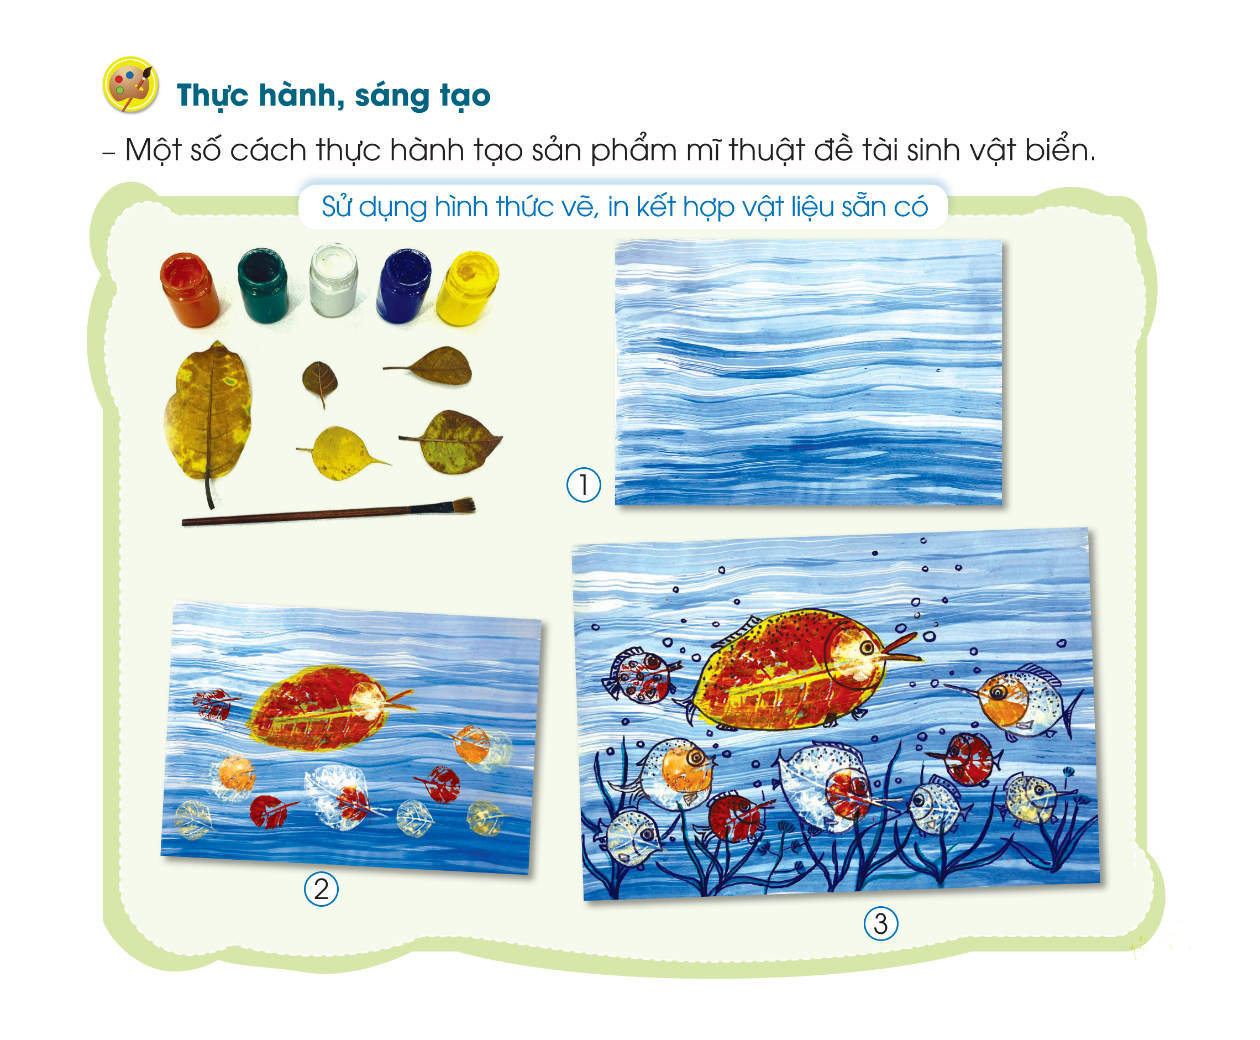 Thực hành, sáng tạo
– Một số cách thực hành tạo sản phẩm mĩ thuật đề tài sinh vật biển.
Sử dụng hình thức vẽ, in kết hợp vật liệu sẵn có
1
2
3